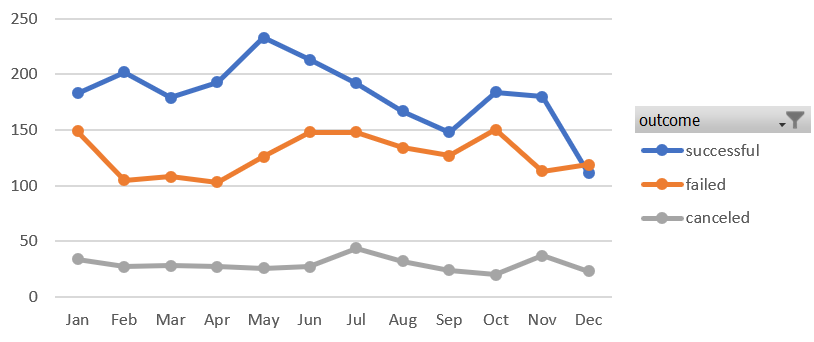 250
200
150
100
50
0
Jan Feb Mar Apr May Jun Jul Aug Sep Oct Nov Dec
outcome
successful
failed
canceled